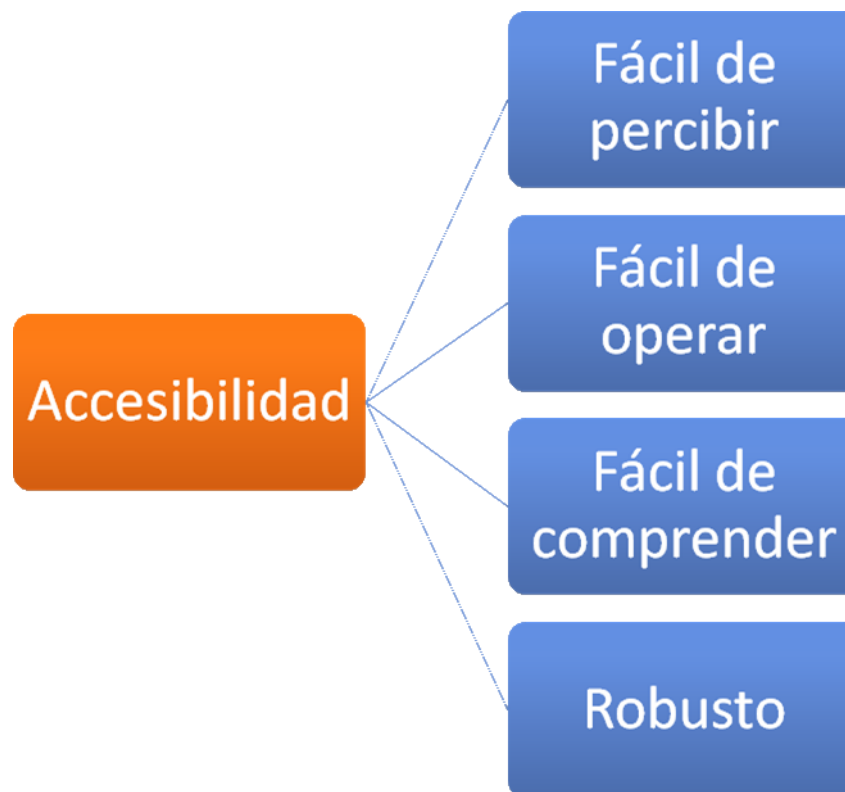 Accesibilidad
Fácil de
percibir
Fácil de
operar
Fácil de
comprender
Robusto